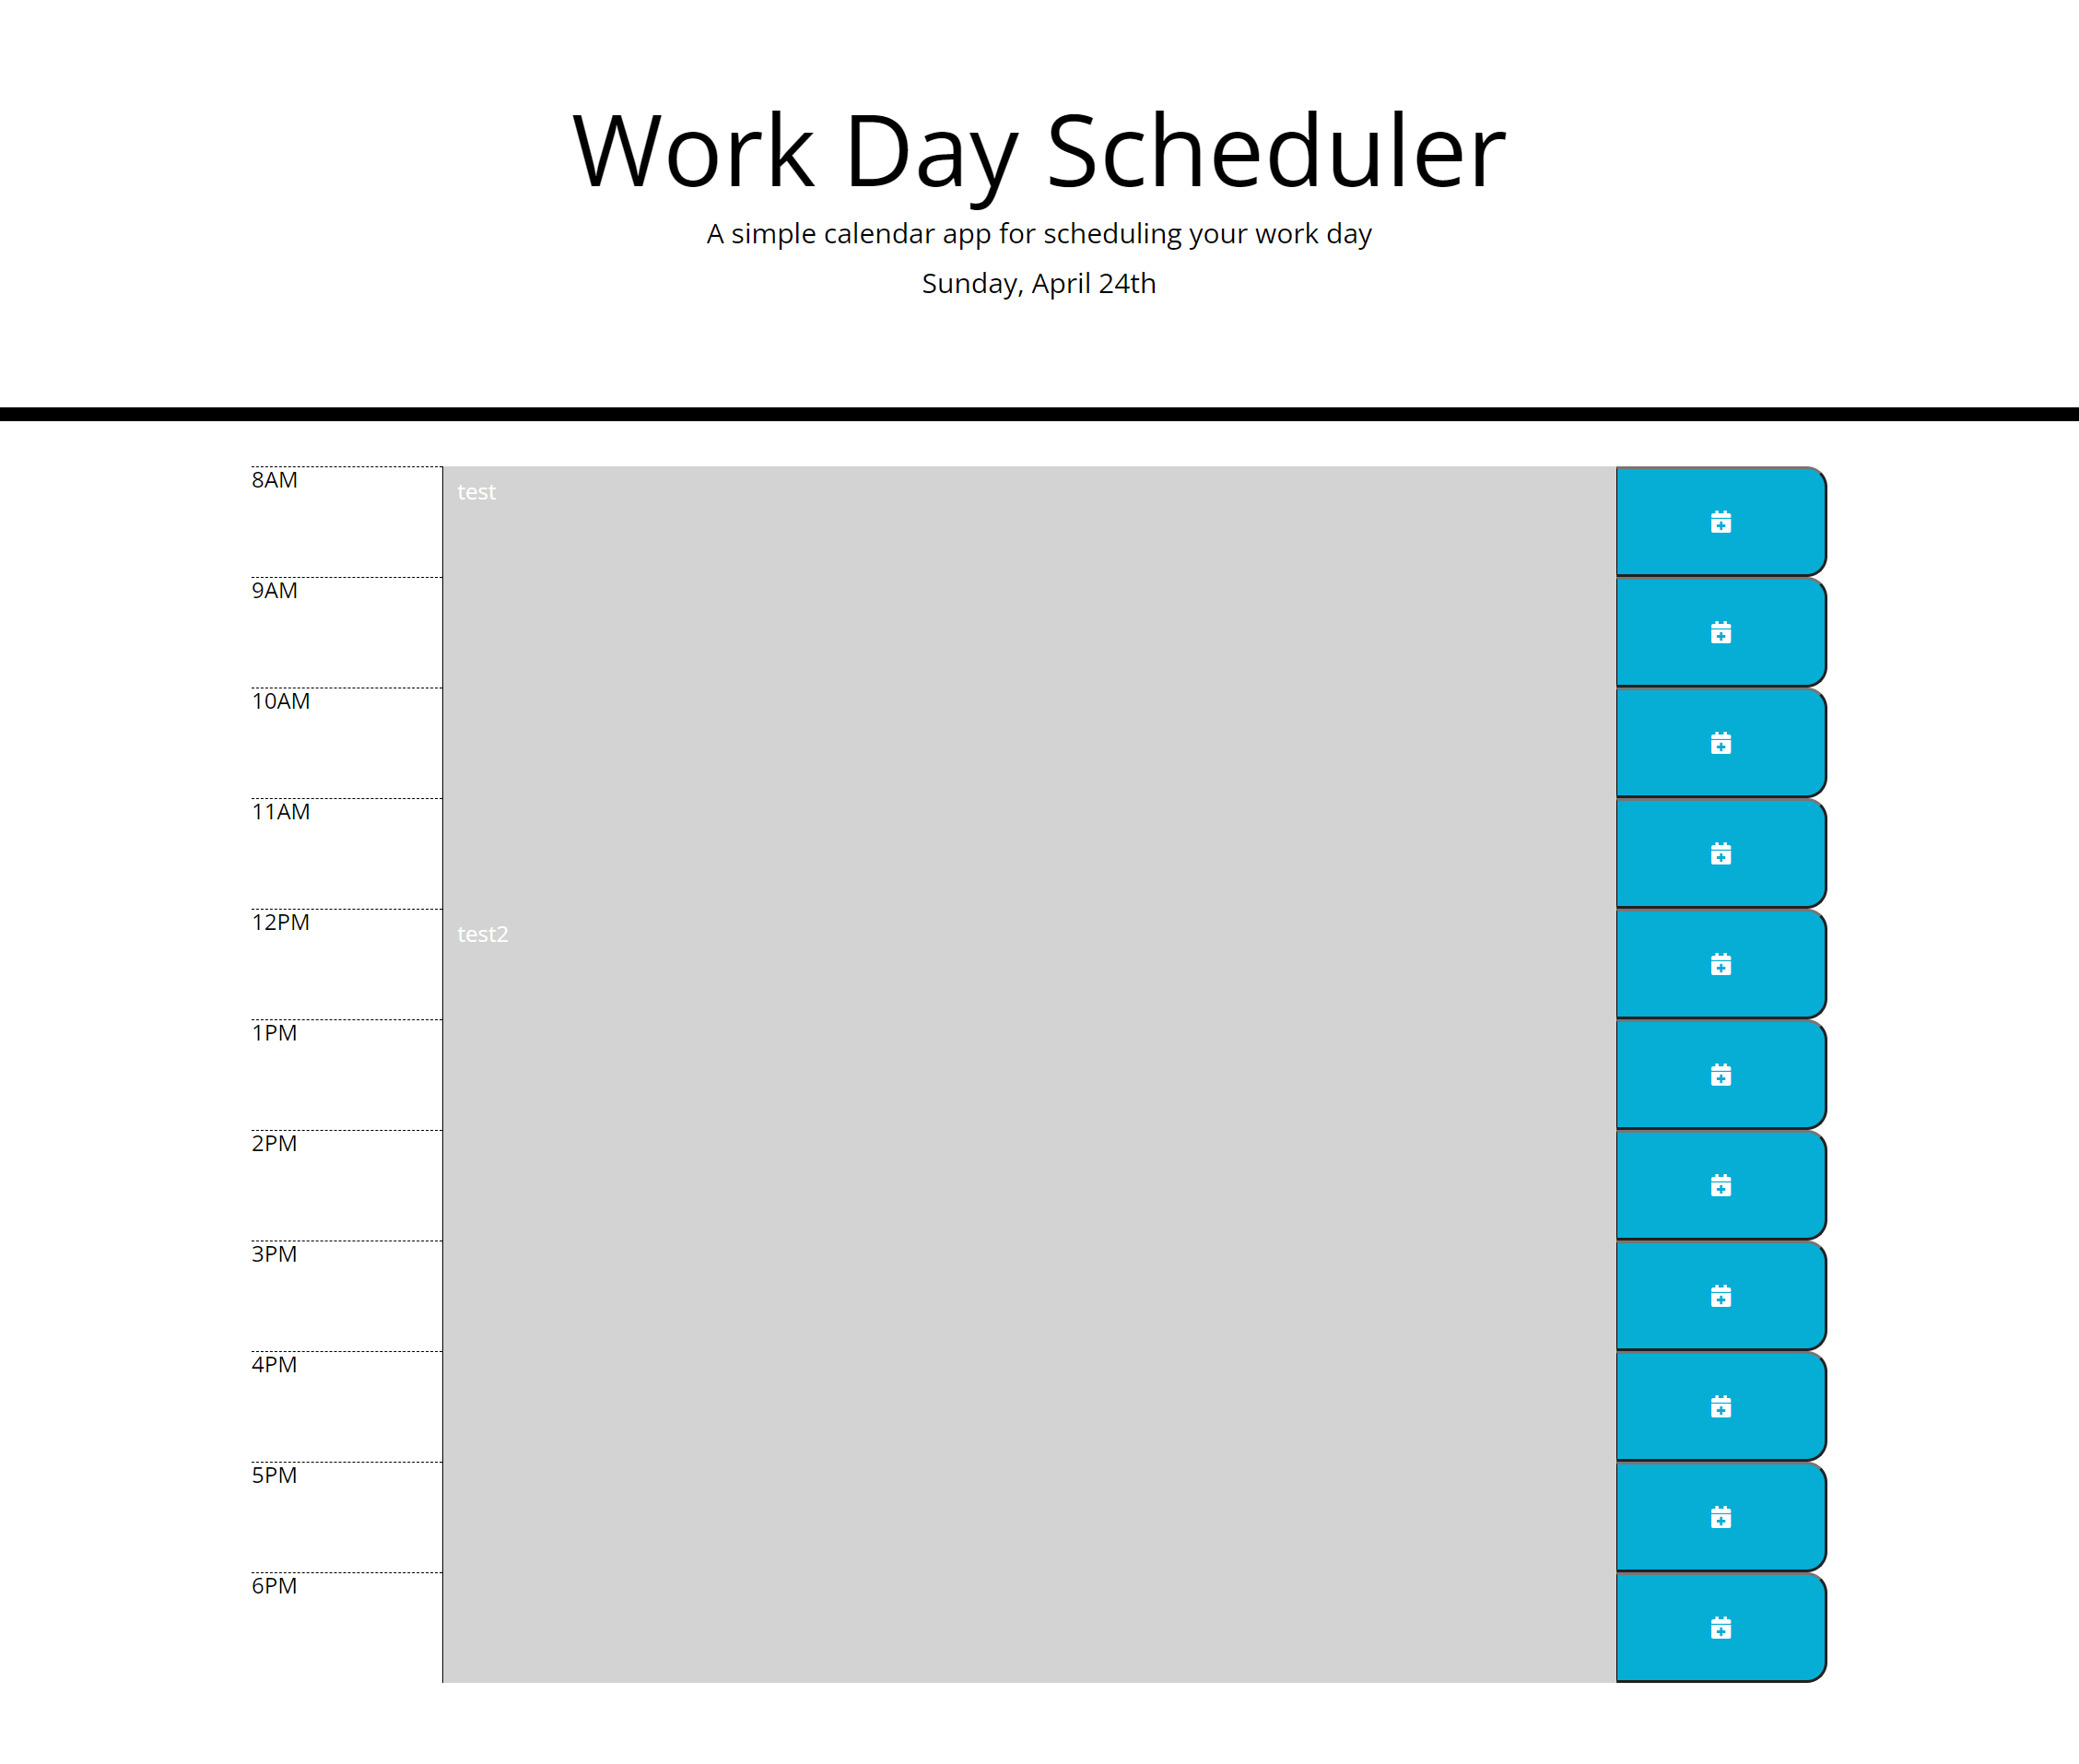 Work Day Scheduler
A simple calendar app for scheduling your work day
Sunday, April 24th
8AM
test
9AM
10AM
11AM
12PM
test2
1PM
2PM
3PM
4PM
5PM
6PM